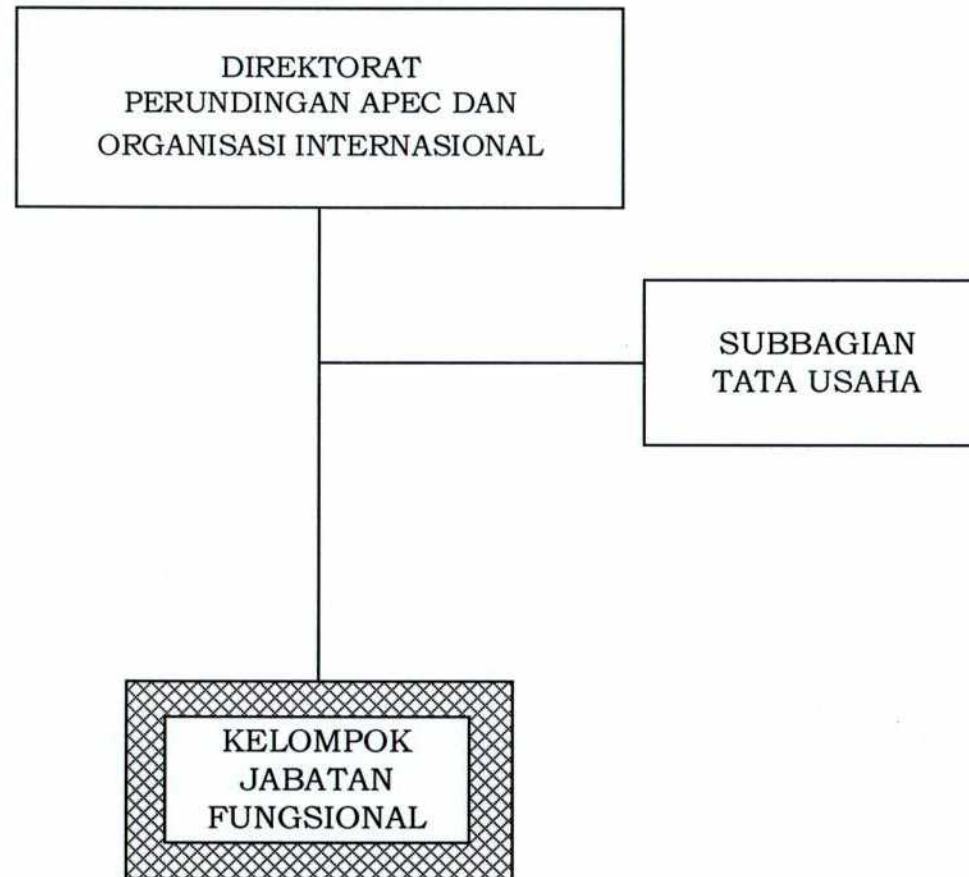 DIREKTORAT
PERUNDINGAN APEC DAN
ORGANISASI INTERNASIONAL
SUBBAGIAN
TATA USAHA
KELOMPOK
JABATAN
FUNGSIONAL